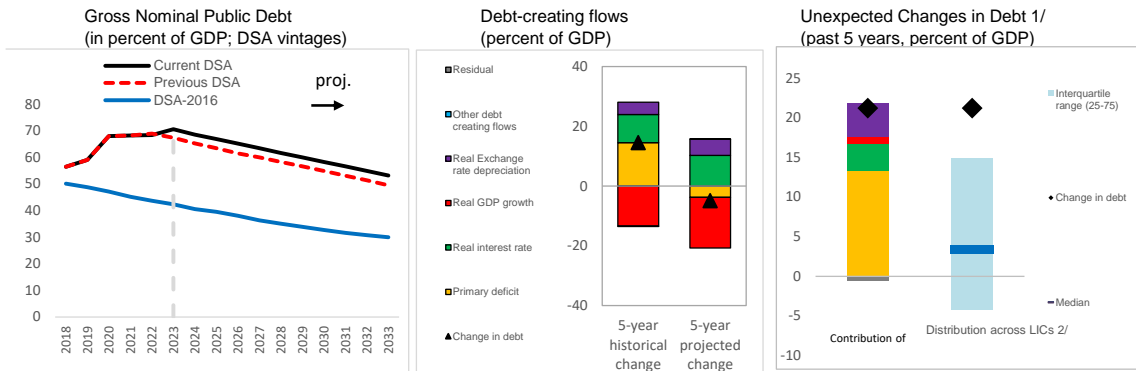 Gross Nominal Public Debt
(in percent of GDP; DSA vintages)
Current DSA
Previous DSA
DSA-2016
proj.
80
70
60
50
40
30
20
10
0
2018
2019
2020
2021
2022
2023
2024
2025
2026
2027
2028
2029
2030
2031
2032
2033
Debt-creating flows
(percent of GDP)
Residual
Other debt
creating flows
Real Exchange
rate depreciation
Real GDP growth
Real interest rate
Primary deficit
Change in debt
40
20
0
-20
-40
5-year
historical
change
5-year
projected
change
Unexpected Changes in Debt 1/
(past 5 years, percent of GDP)
25
20
15
10
5
0
-5
-10
Contribution of
Distribution across LICs 2/
Interquartile
range (25-75)
Change in debt
Median